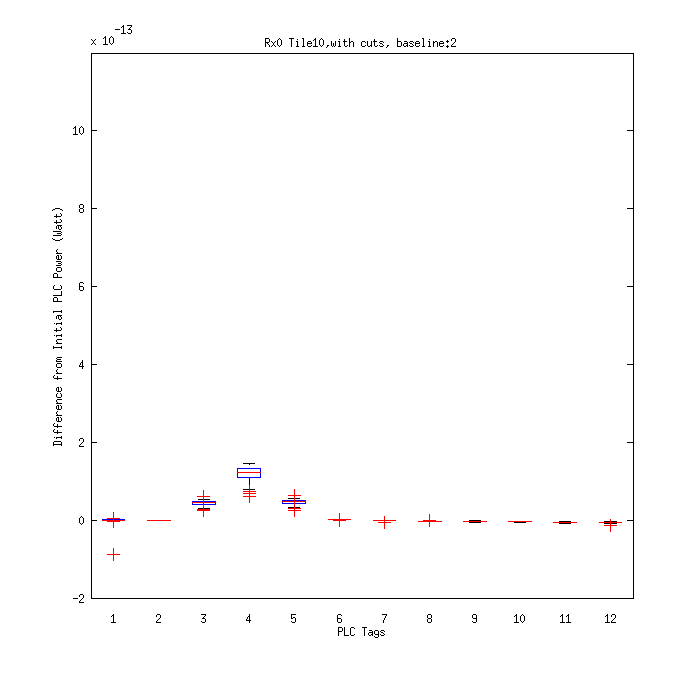 x 10-13
Rx0 Tile10,with cuts, baseline:2
10
8
6
4
2
0
-2
Difference from Initial PLC Power (Watt)
1 2 3 4 5 6 7 8 9 10 11 12
PLC Tags